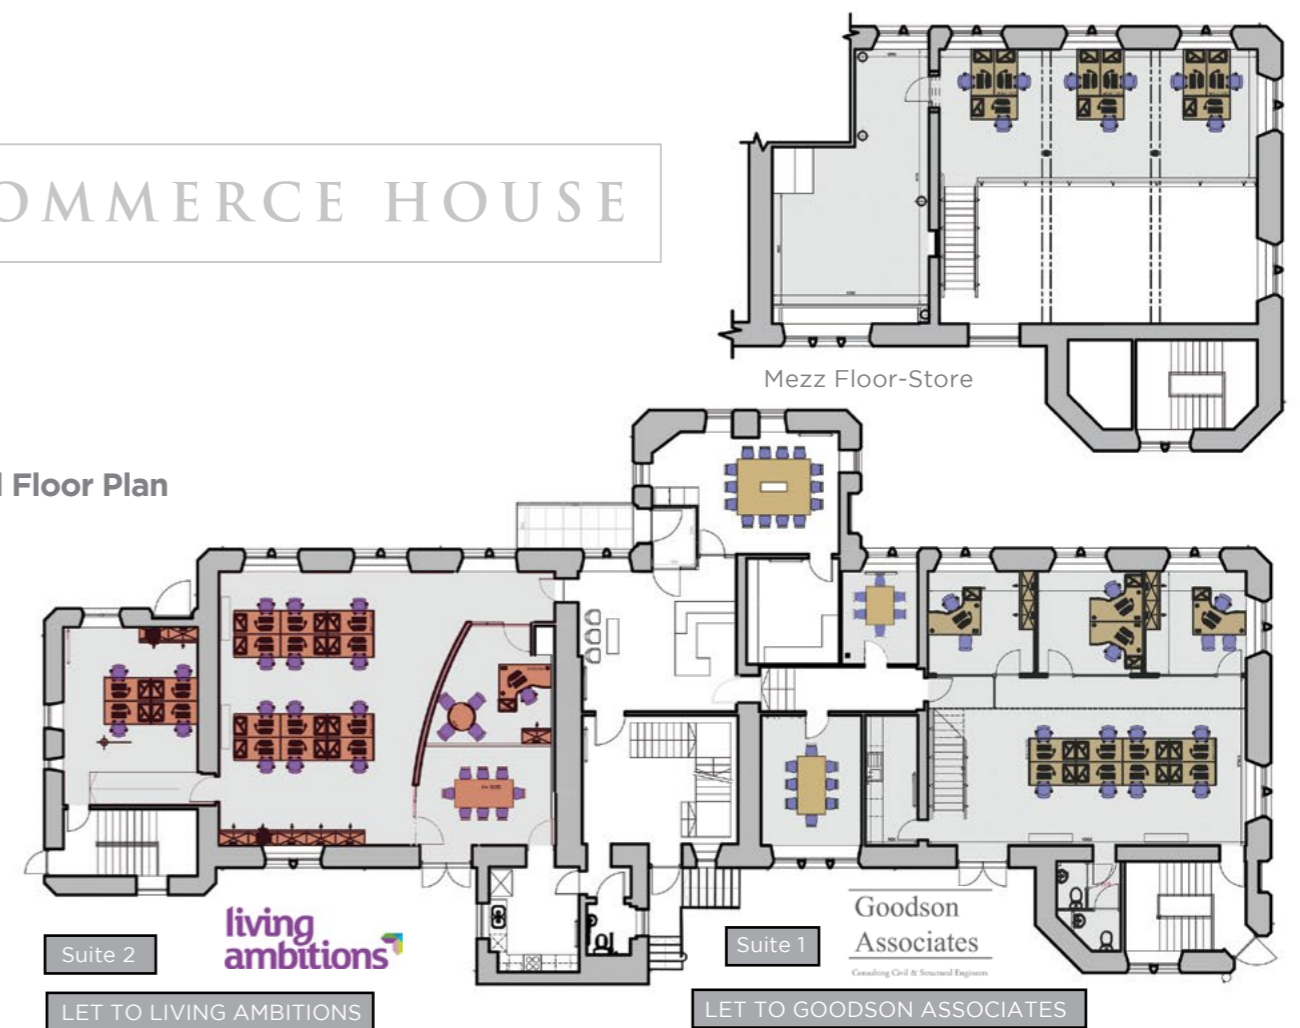 OMMERCE HOUSE
Mezz Floor-Store
Floor Plan
Suite 2
living
ambitions
LET TO LIVING AMBITIONS
Suite 1
Goodson
Associates
Consulting Civil & Structural Engineers
LET TO GOODSON ASSOCIATES